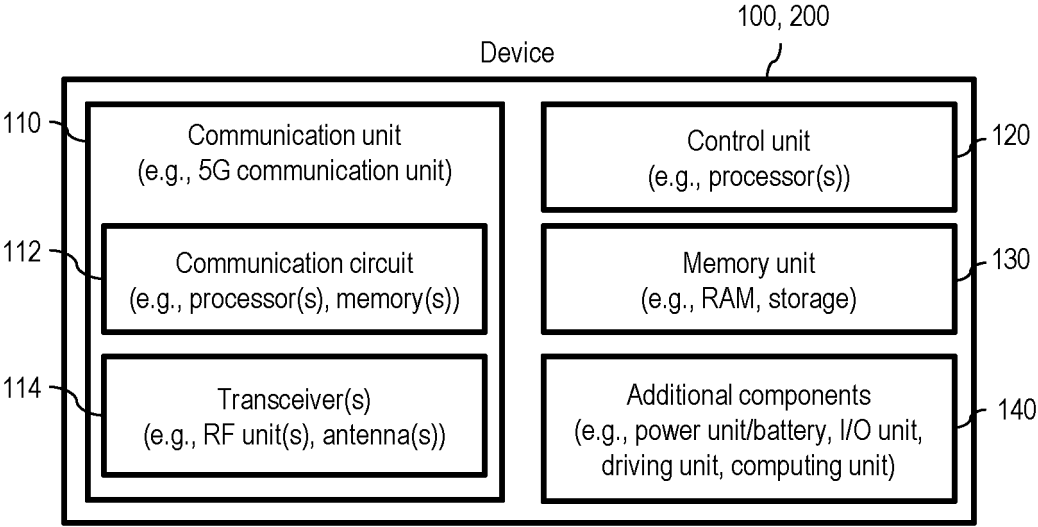 100, 200
Device
110
Communication unit
(e.g., 5G communication unit)
112
Communication circuit
(e.g., processor(s), memory(s))
114
Transceiver(s)
(e.g., RF unit(s), antenna(s))
Control unit
(e.g., processor(s))
120
Memory unit
(e.g., RAM, storage)
130
Additional components
(e.g., power unit/battery, I/O unit,
driving unit, computing unit)
140